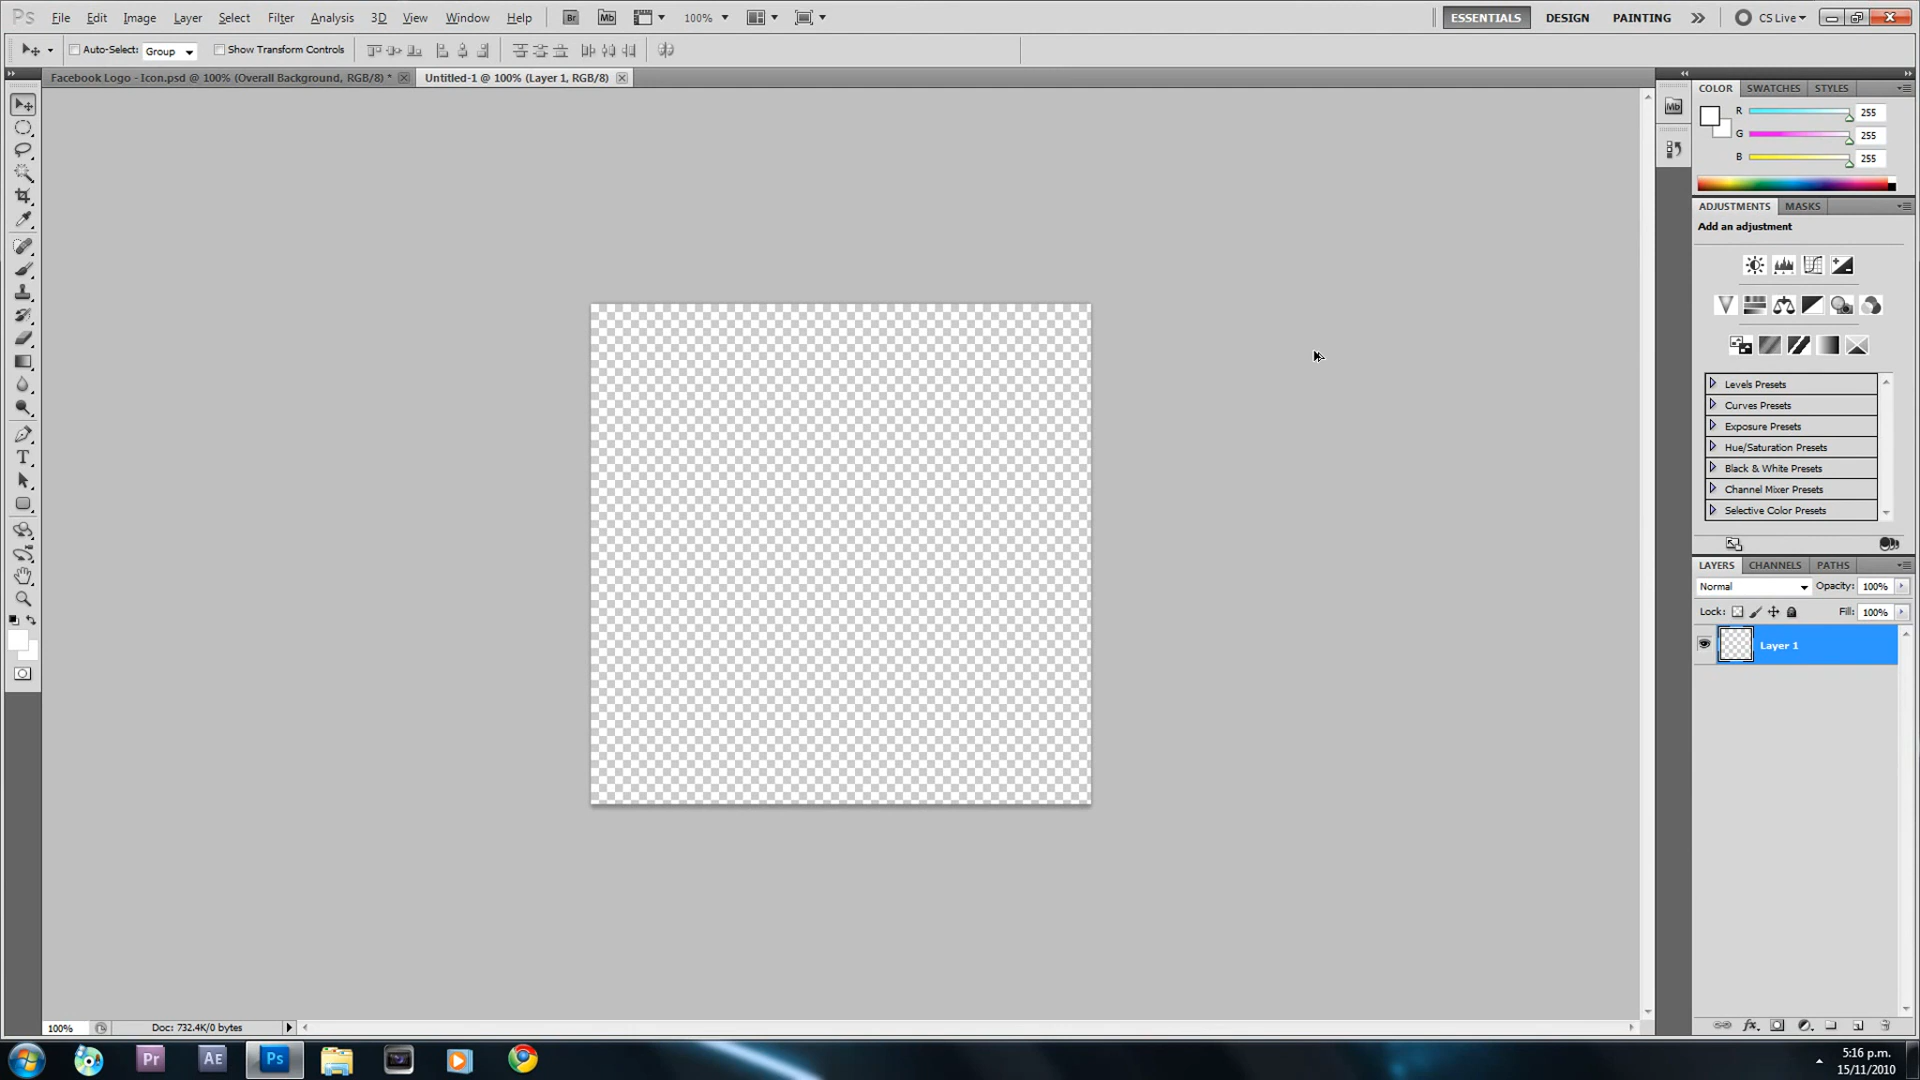 Ps File Edit Image Layer Select Filter Analysis 3D View Window Help Br Mb 100% ESSENTIALS DESIGN PAINTING CS Live
Auto-Select: Group Show Transform Controls
Facebook Logo - Icon.psd @ 100% (Overall Background, RGB/8) * Untitled-1 @ 100% (Layer 1, RGB/8)
COLOR SWATCHES STYLES
Mb
R 255
G 255
B 255
ADJUSTMENTS MASKS
Add an adjustment
Levels Presets
Curves Presets
Exposure Presets
Hue/Saturation Presets
Black & White Presets
Channel Mixer Presets
Selective Color Presets
T
LAYERS CHANNELS PATHS
Normal Opacity: 100%
Lock: Fill: 100%
Layer 1
fx
100% Doc: 732.4K/0 bytes
Pr AE Ps
5:16 p.m.
15/11/2010